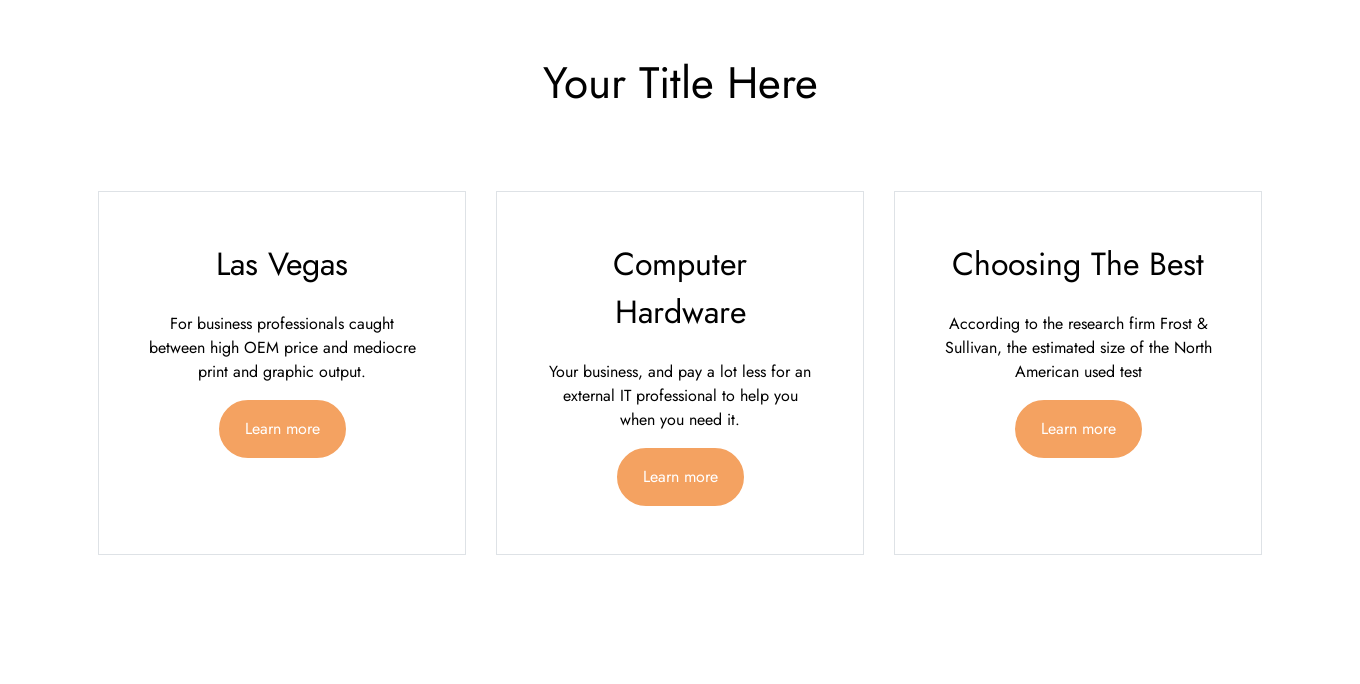 Your Title Here
Las Vegas
For business professionals caught
between high OEM price and mediocre
print and graphic output.
Learn more
Computer
Hardware
Your business, and pay a lot less for an
external IT professional to help you
when you need it.
Learn more
Choosing The Best
According to the research firm Frost &
Sullivan, the estimated size of the North
American used test
Learn more